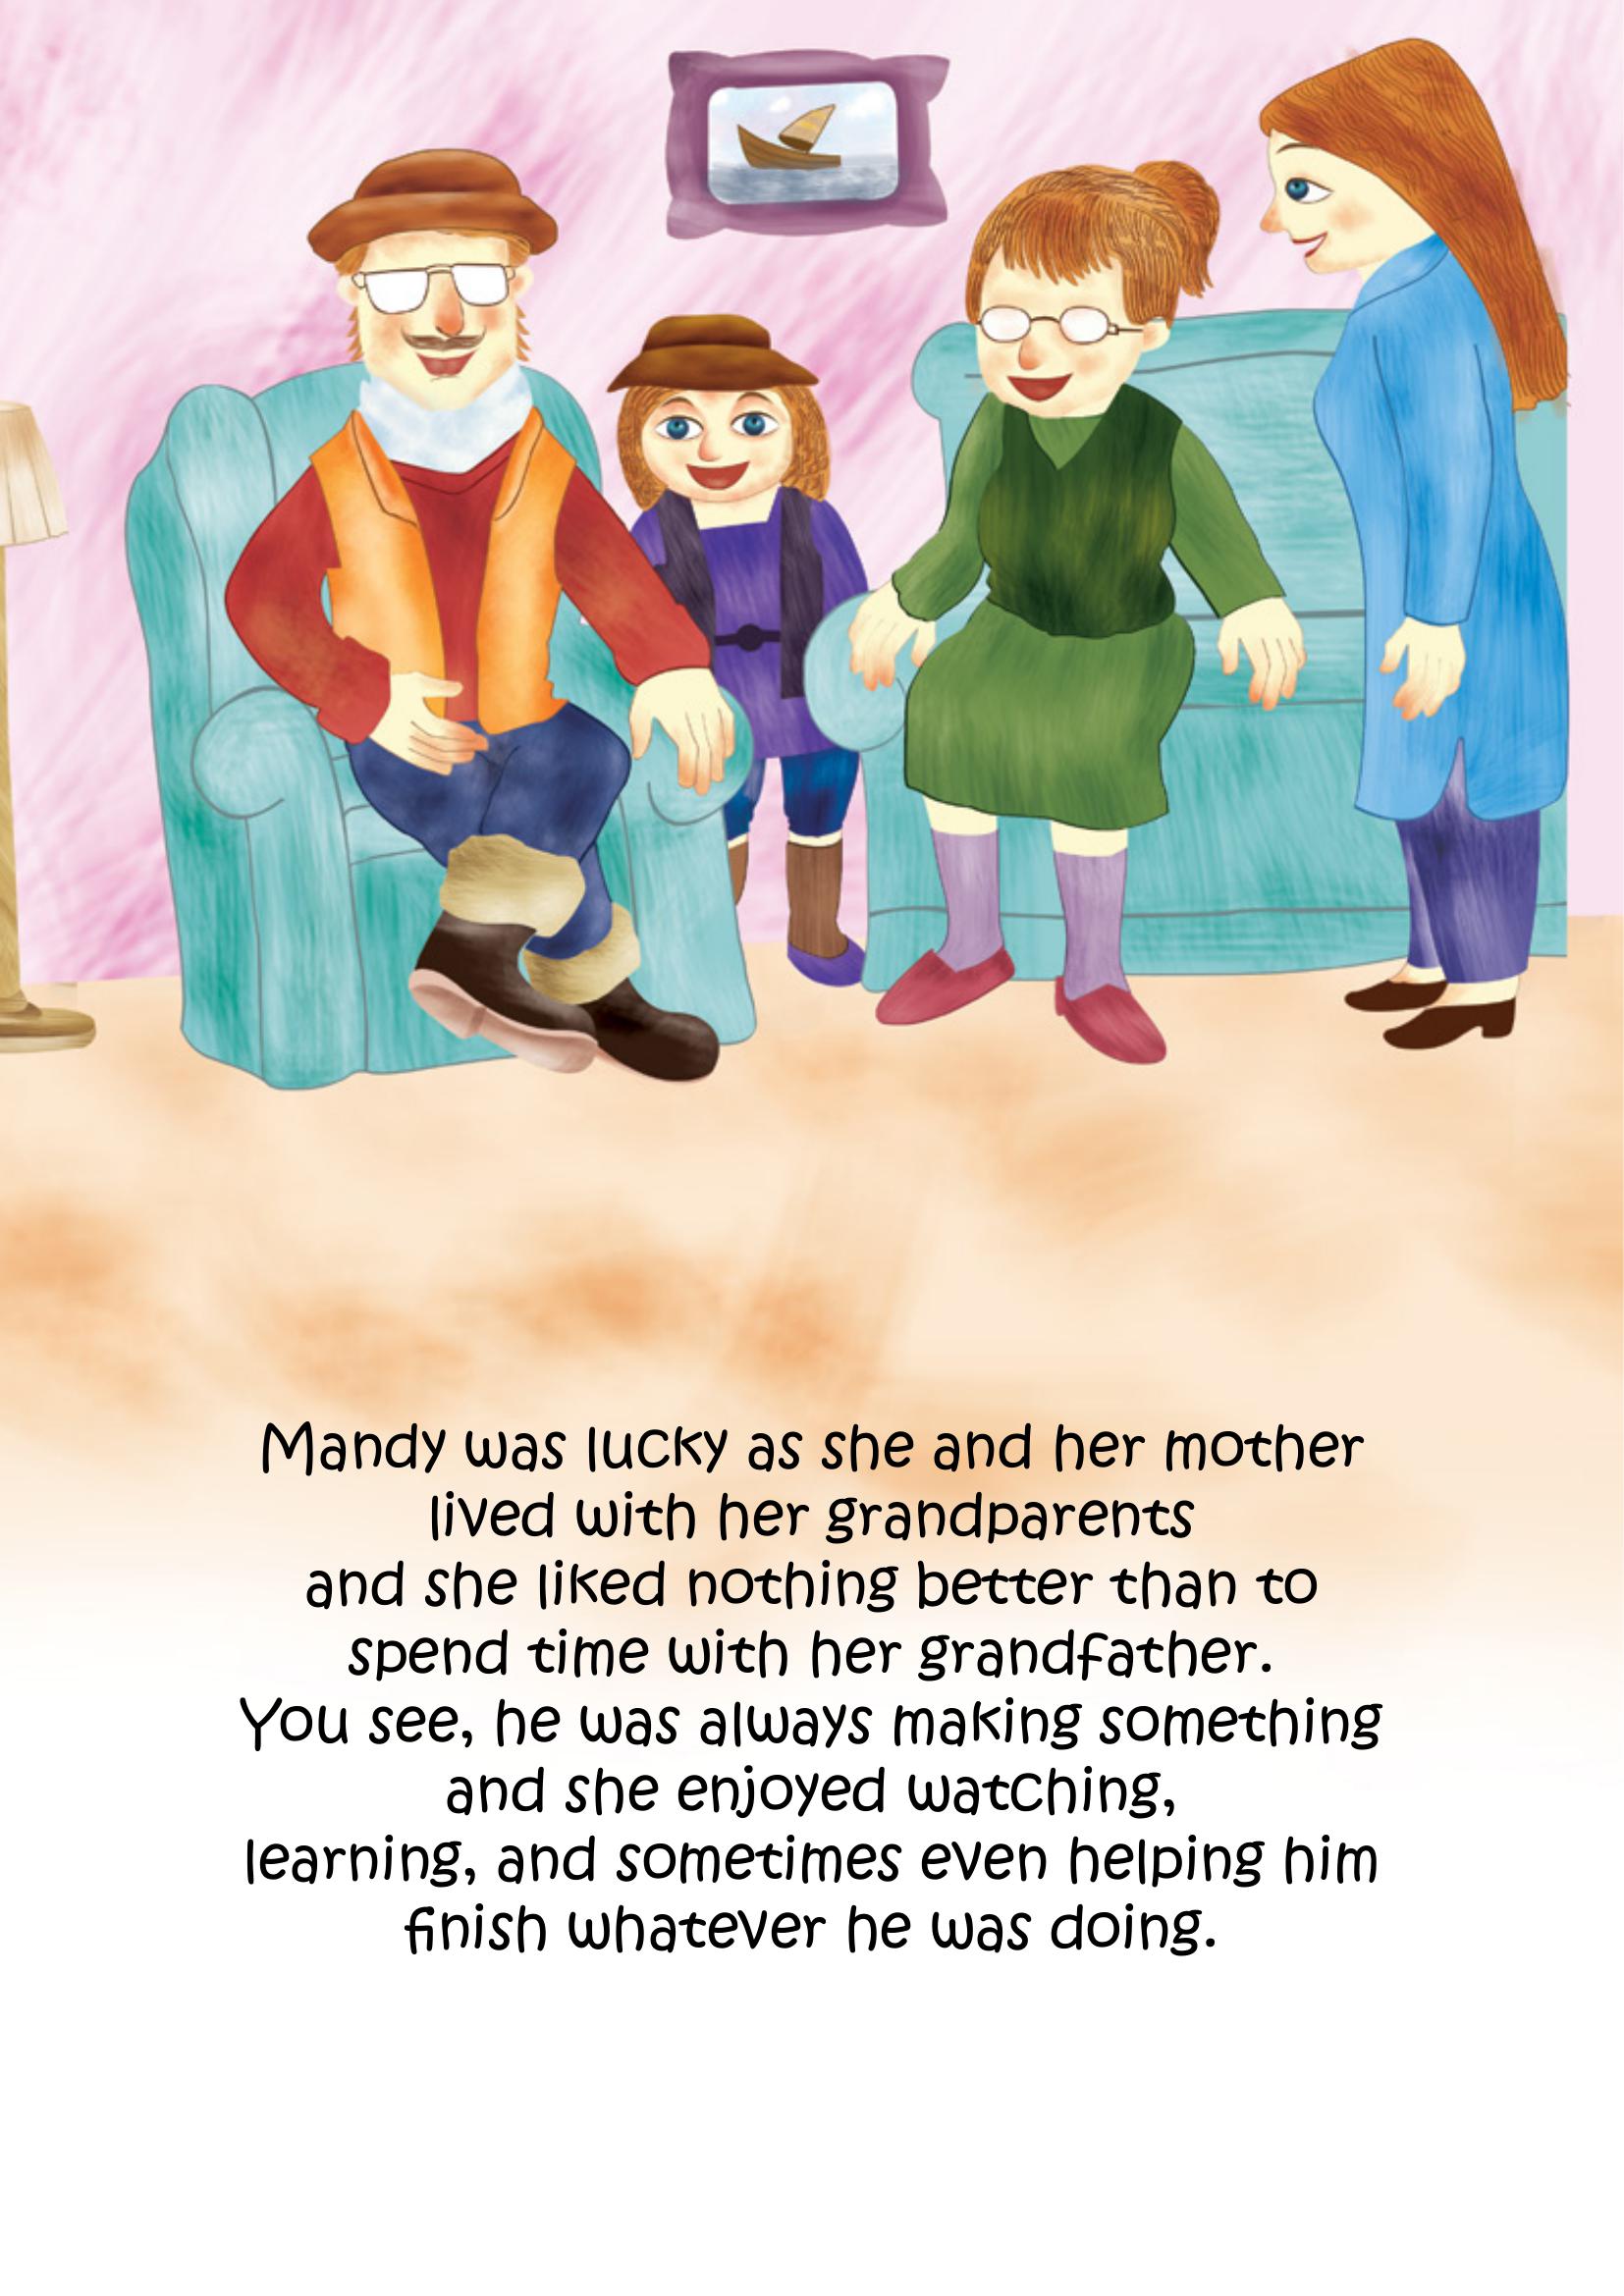 Mandy was lucky as she and her mother
lived with her grandparents
and she liked nothing better than to
spend time with her grandfather.
You see, he was always making something
and she enjoyed watching,
learning, and sometimes even helping him
finish whatever he was doing.